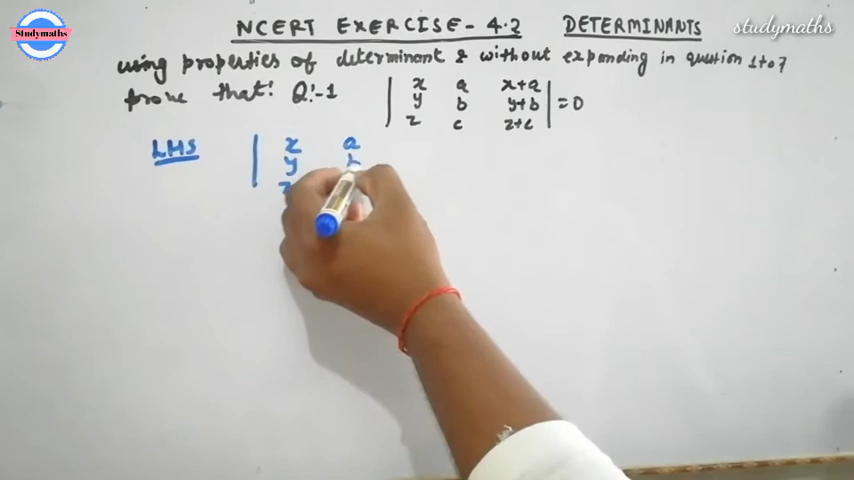 Studymaths
NCERT EXERCISE - 4.2 DETERMINANTS
studymaths
using properties of determinant & without expanding in question 1 to 7
prove that: Q:-1
| x a x+a |
| y b y+b | = 0
| z c z+c |
LHS
| x a
y b
z